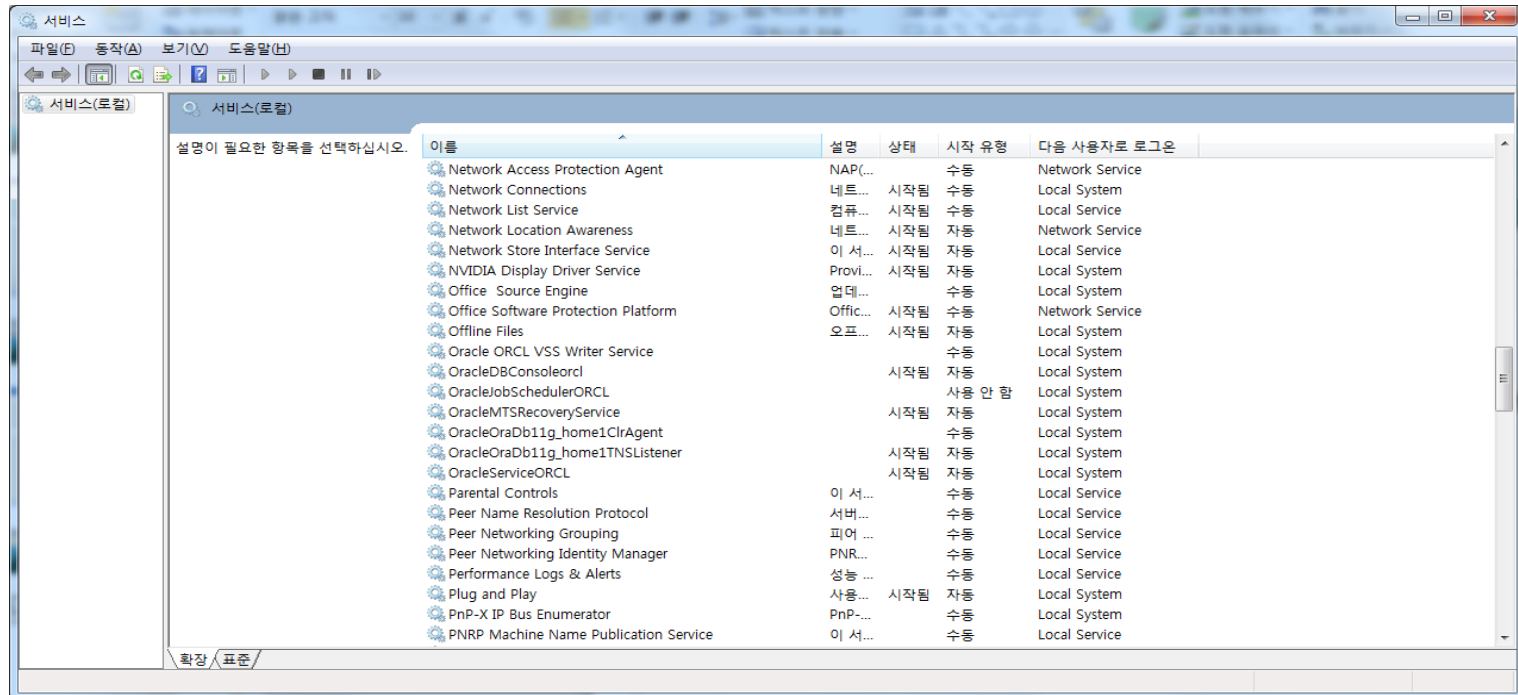 서비스
파일(F) 동작(A) 보기(V) 도움말(H)
서비스(로컬)
서비스(로컬)
설명이 필요한 항목을 선택하십시오.
이름 설명 상태 시작 유형 다음 사용자로 로그온
Network Access Protection Agent NAP(... 수동 Network Service
Network Connections 네트... 시작됨 수동 Local System
Network List Service 컴퓨... 시작됨 수동 Local Service
Network Location Awareness 네트... 시작됨 자동 Network Service
Network Store Interface Service 이 서... 시작됨 자동 Local Service
NVIDIA Display Driver Service Provi... 시작됨 자동 Local System
Office  Source Engine 업데... 수동 Local System
Office Software Protection Platform Offic... 시작됨 수동 Network Service
Offline Files 오프... 시작됨 자동 Local System
Oracle ORCL VSS Writer Service 수동 Local System
OracleDBConsoleorcl 시작됨 자동 Local System
OracleJobSchedulerORCL 사용 안 함 Local System
OracleMTSRecoveryService 시작됨 자동 Local System
OracleOraDb11g_home1ClrAgent 수동 Local System
OracleOraDb11g_home1TNSListener 시작됨 자동 Local System
OracleServiceORCL 시작됨 자동 Local System
Parental Controls 이 서... 수동 Local Service
Peer Name Resolution Protocol 서버... 수동 Local Service
Peer Networking Grouping 피어 ... 수동 Local Service
Peer Networking Identity Manager PNR... 수동 Local Service
Performance Logs & Alerts 성능 ... 수동 Local Service
Plug and Play 사용... 시작됨 자동 Local System
PnP-X IP Bus Enumerator PnP-... 수동 Local System
PNRP Machine Name Publication Service 이 서... 수동 Local Service
확장 표준